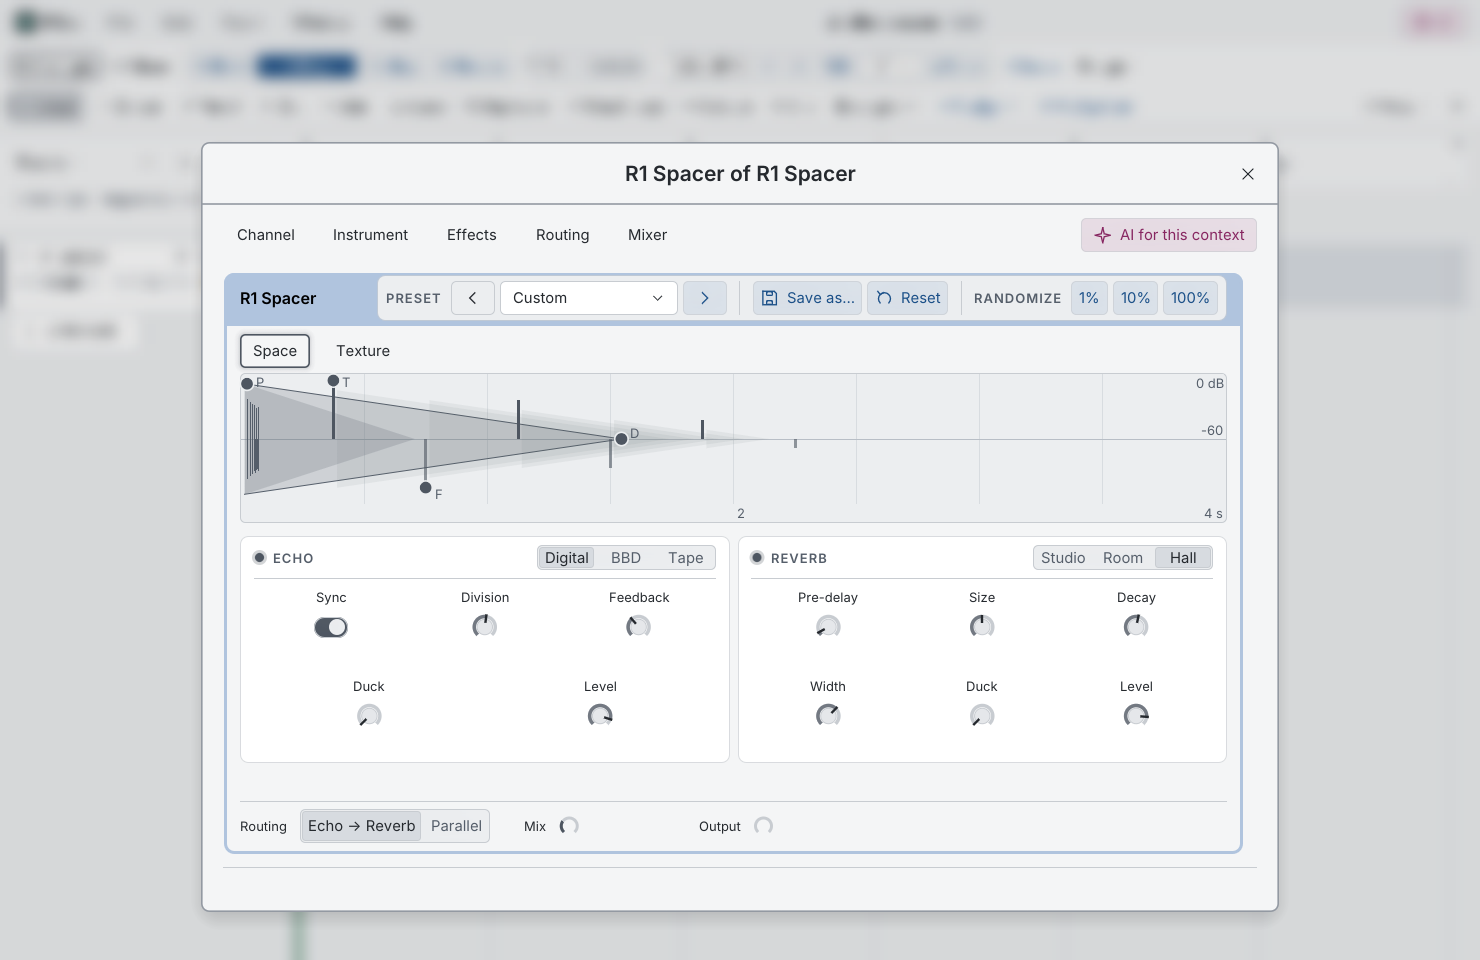 R1 Spacer of R1 Spacer
Channel Instrument Effects Routing Mixer AI for this context
R1 Spacer PRESET Custom Save as... Reset RANDOMIZE 1% 10% 100%
Space Texture
P T 0 dB
D -60
F
2 4 s
ECHO Digital BBD Tape
Sync Division Feedback
Duck Level
REVERB Studio Room Hall
Pre-delay Size Decay
Width Duck Level
Routing Echo → Reverb Parallel Mix Output